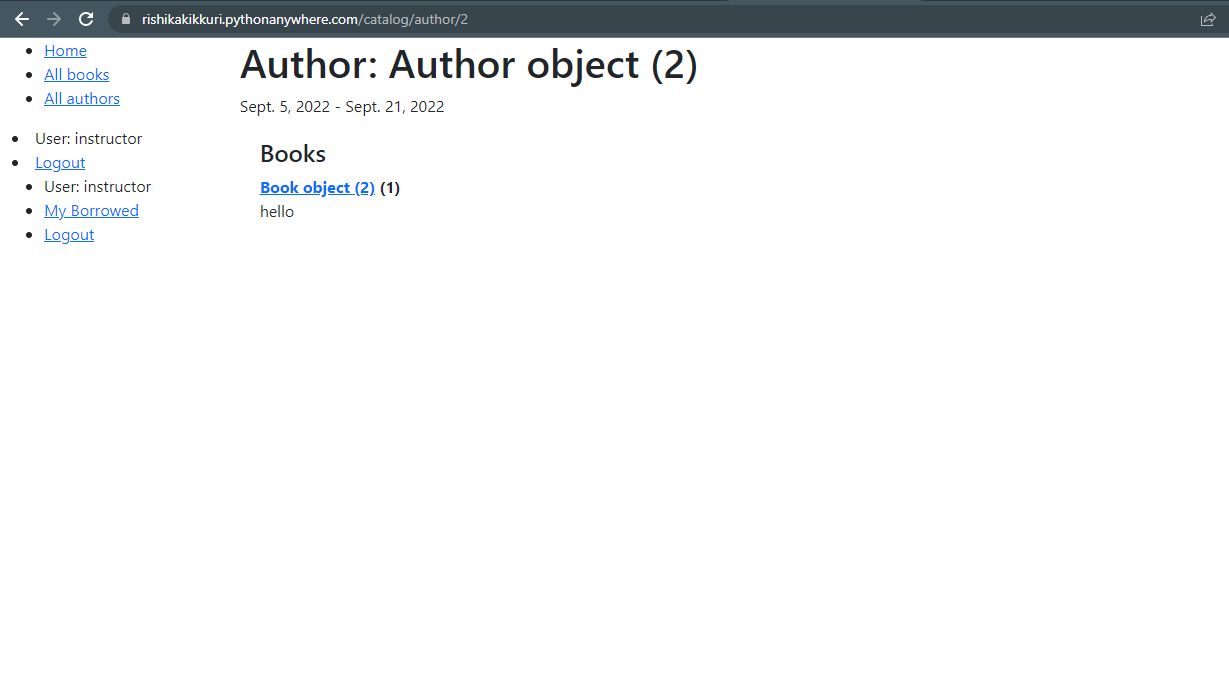 rishikakikkuri.pythonanywhere.com/catalog/author/2
Home
All books
All authors
User: instructor
Logout
User: instructor
My Borrowed
Logout
Author: Author object (2)
Sept. 5, 2022 - Sept. 21, 2022
Books
Book object (2) (1)
hello